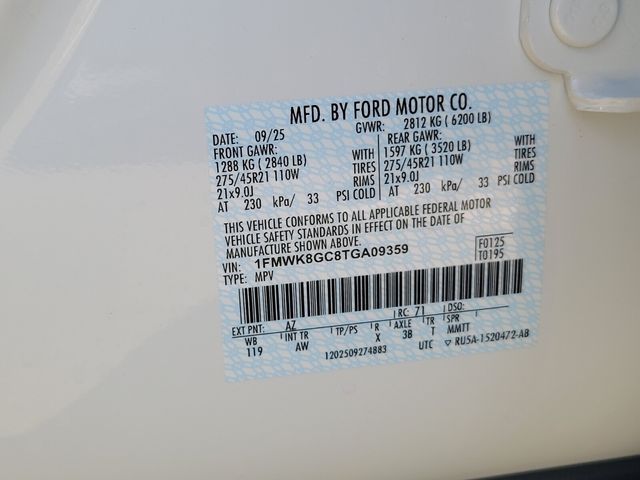 MFD. BY FORD MOTOR CO.
DATE: 09/25 GVWR: 2812 KG ( 6200 LB)
FRONT GAWR: REAR GAWR:
1288 KG ( 2840 LB) WITH 1597 KG ( 3520 LB) WITH
275/45R21 110W TIRES 275/45R21 110W TIRES
21x9.0J RIMS 21x9.0J RIMS
AT 230 kPa/ 33 PSI COLD AT 230 kPa/ 33 PSI COLD
THIS VEHICLE CONFORMS TO ALL APPLICABLE FEDERAL MOTOR
VEHICLE SAFETY STANDARDS IN EFFECT ON THE DATE OF
MANUFACTURE SHOWN ABOVE.
VIN: 1FMWK8GC8TGA09359 F0125
TYPE: MPV T0195
EXT PNT: AZ RC: 71 DSO:
WB INT TR TP/PS R AXLE TR SPR
119 AW X 3B T MMTT
1202509274883 UTC ▽ RU5A-1520472-AB